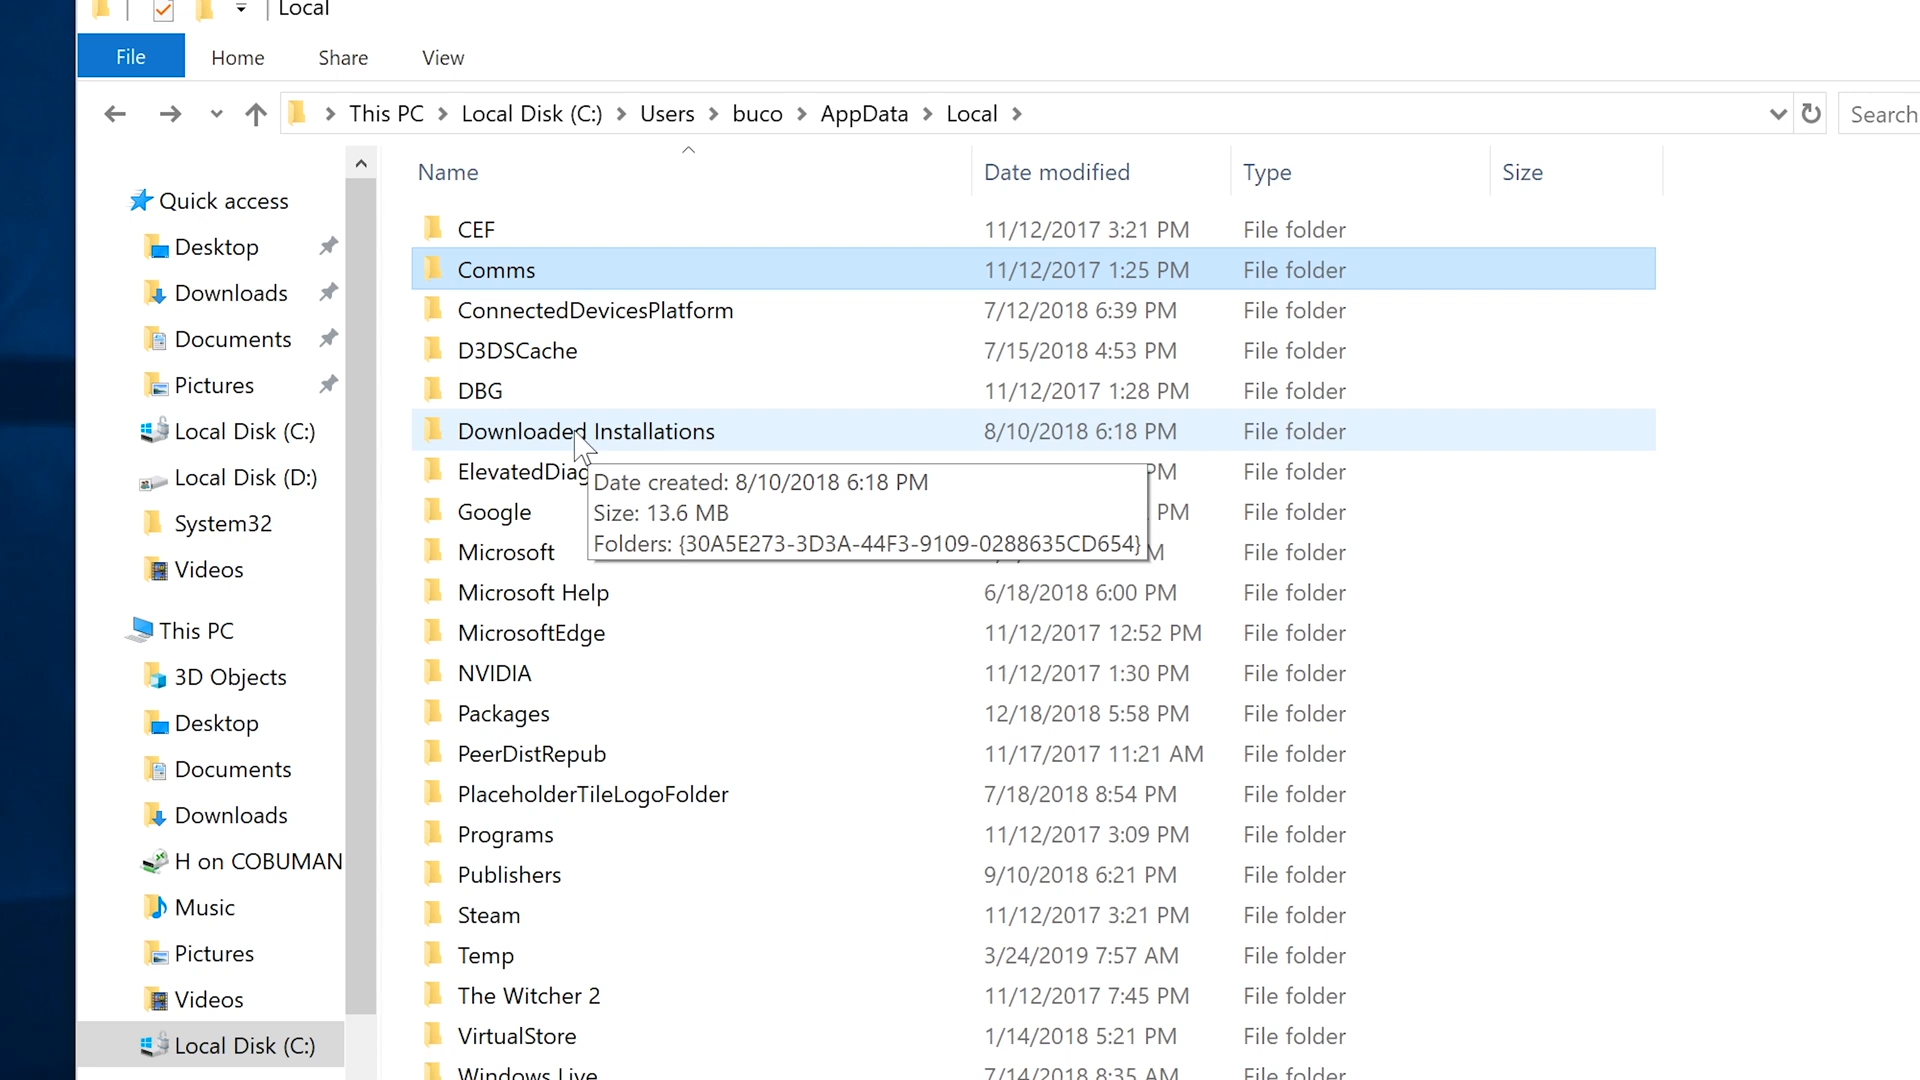 Local
File Home Share View
This PC Local Disk (C:) Users buco AppData Local
Search
Name Date modified Type Size
Quick access
Desktop
Downloads
Documents
Pictures
Local Disk (C:)
Local Disk (D:)
System32
Videos
This PC
3D Objects
Desktop
Documents
Downloads
H on COBUMAN
Music
Pictures
Videos
Local Disk (C:)
CEF 11/12/2017 3:21 PM File folder
Comms 11/12/2017 1:25 PM File folder
ConnectedDevicesPlatform 7/12/2018 6:39 PM File folder
D3DSCache 7/15/2018 4:53 PM File folder
DBG 11/12/2017 1:28 PM File folder
Downloaded Installations 8/10/2018 6:18 PM File folder
ElevatedDiag PM File folder
Google PM File folder
Microsoft M File folder
Date created: 8/10/2018 6:18 PM
Size: 13.6 MB
Folders: {30A5E273-3D3A-44F3-9109-0288635CD654}
Microsoft Help 6/18/2018 6:00 PM File folder
MicrosoftEdge 11/12/2017 12:52 PM File folder
NVIDIA 11/12/2017 1:30 PM File folder
Packages 12/18/2018 5:58 PM File folder
PeerDistRepub 11/17/2017 11:21 AM File folder
PlaceholderTileLogoFolder 7/18/2018 8:54 PM File folder
Programs 11/12/2017 3:09 PM File folder
Publishers 9/10/2018 6:21 PM File folder
Steam 11/12/2017 3:21 PM File folder
Temp 3/24/2019 7:57 AM File folder
The Witcher 2 11/12/2017 7:45 PM File folder
VirtualStore 1/14/2018 5:21 PM File folder
Windows Live 7/14/2018 8:35 AM File folder